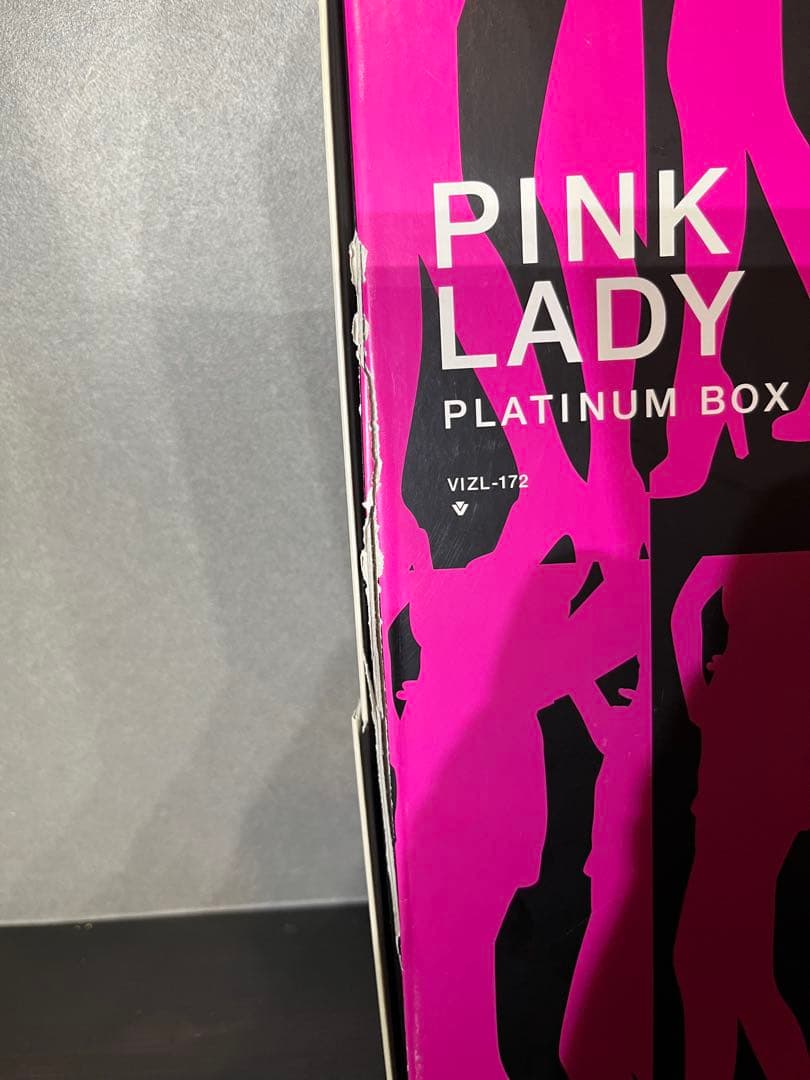 PINK
LADY
PLATINUM BOX
VIZL-172